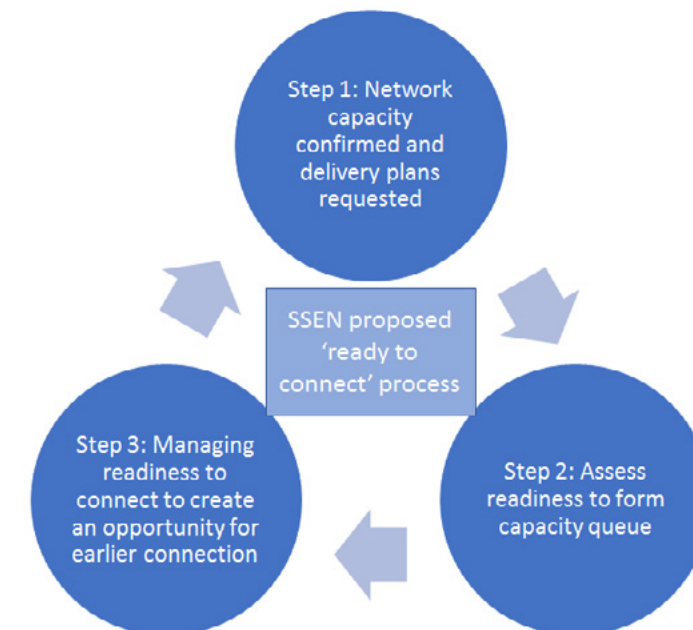 Step 1: Network
capacity
confirmed and
delivery plans
requested
SSEN proposed
‘ready to
connect’ process
Step 3: Managing
readiness to
connect to create
an opportunity for
earlier connection
Step 2: Assess
readiness to form
capacity queue